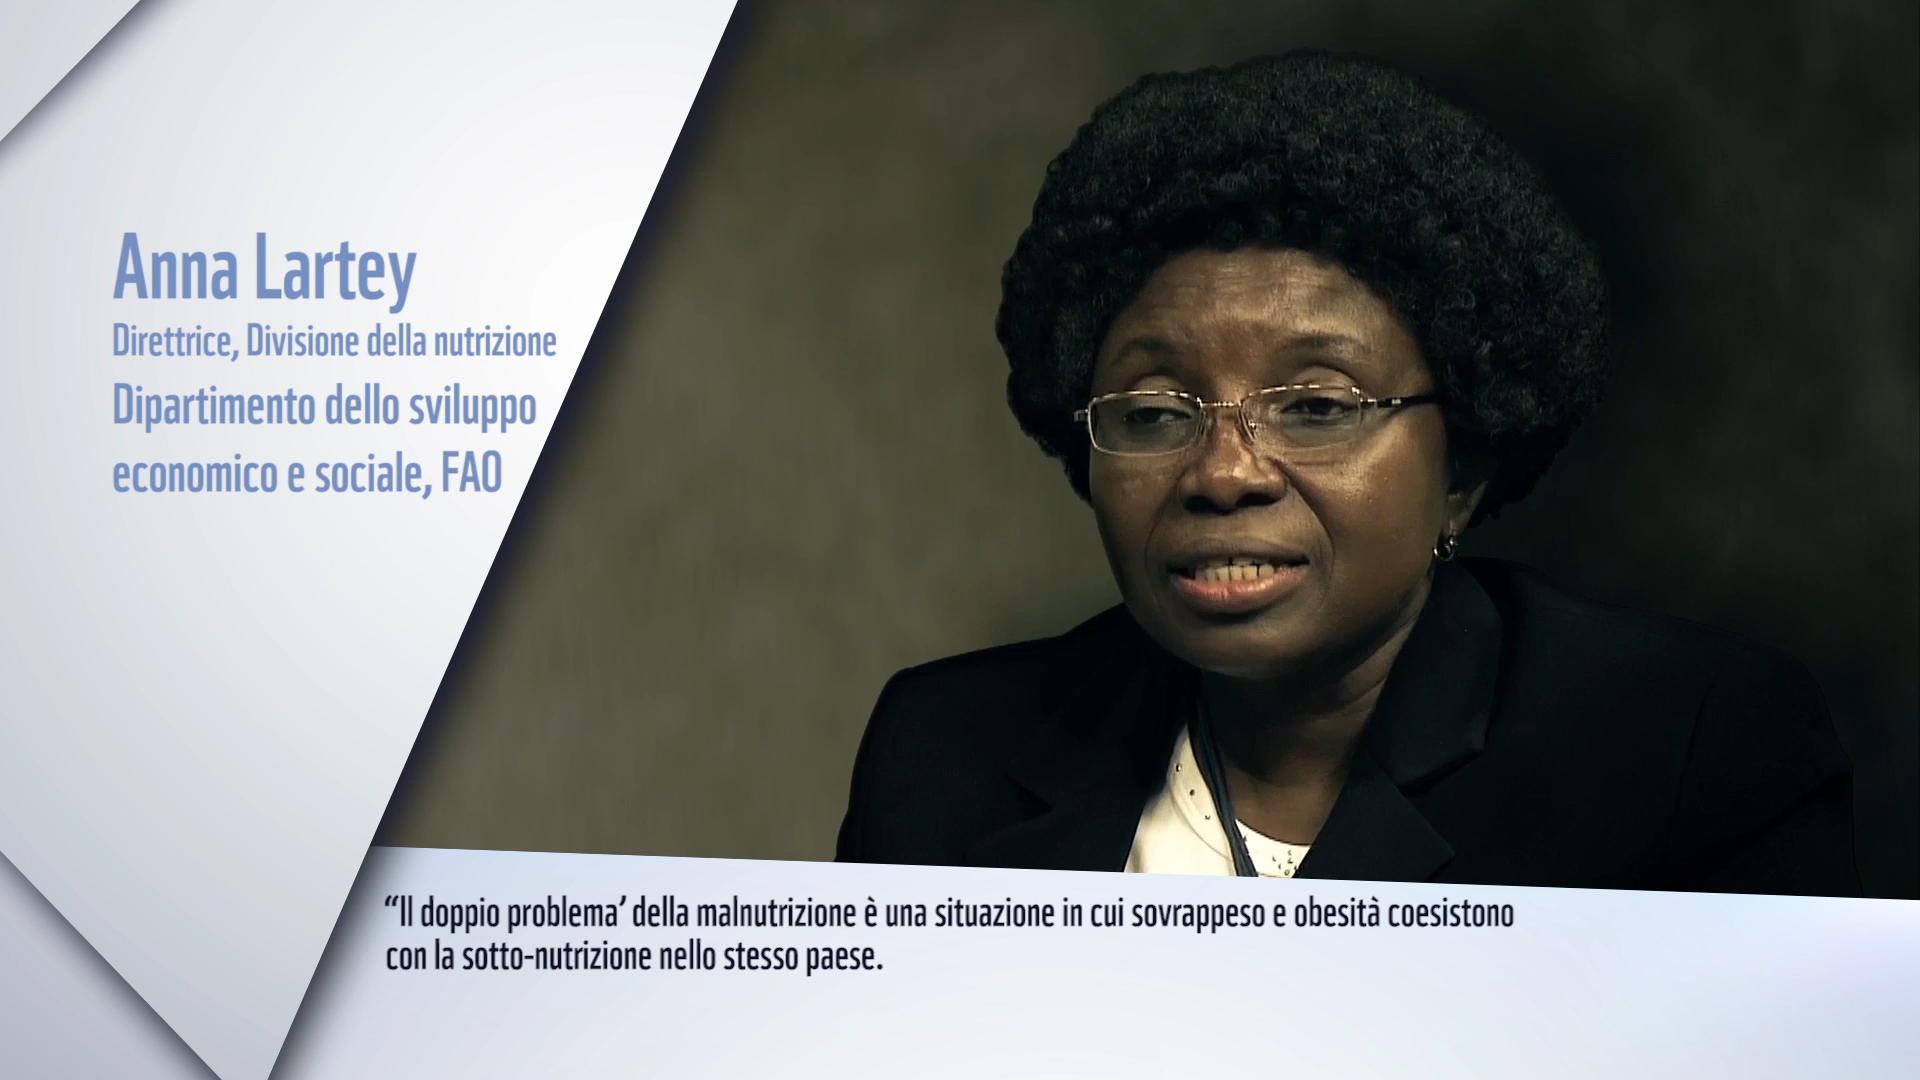 Anna Lartey
Direttrice, Divisione della nutrizione
Dipartimento dello sviluppo
economico e sociale, FAO
“Il doppio problema’ della malnutrizione è una situazione in cui sovrappeso e obesità coesistono
con la sotto-nutrizione nello stesso paese.